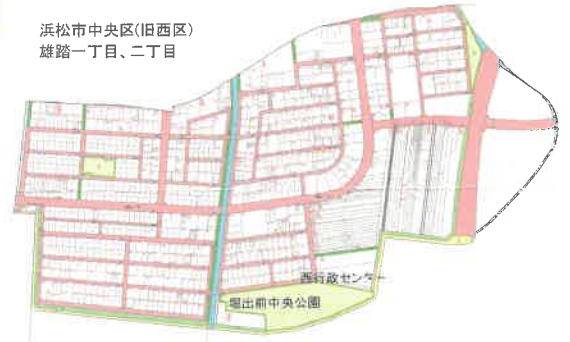 浜松市中央区(旧西区)
雄踏一丁目、二丁目
西行政センター
堀出前中央公園